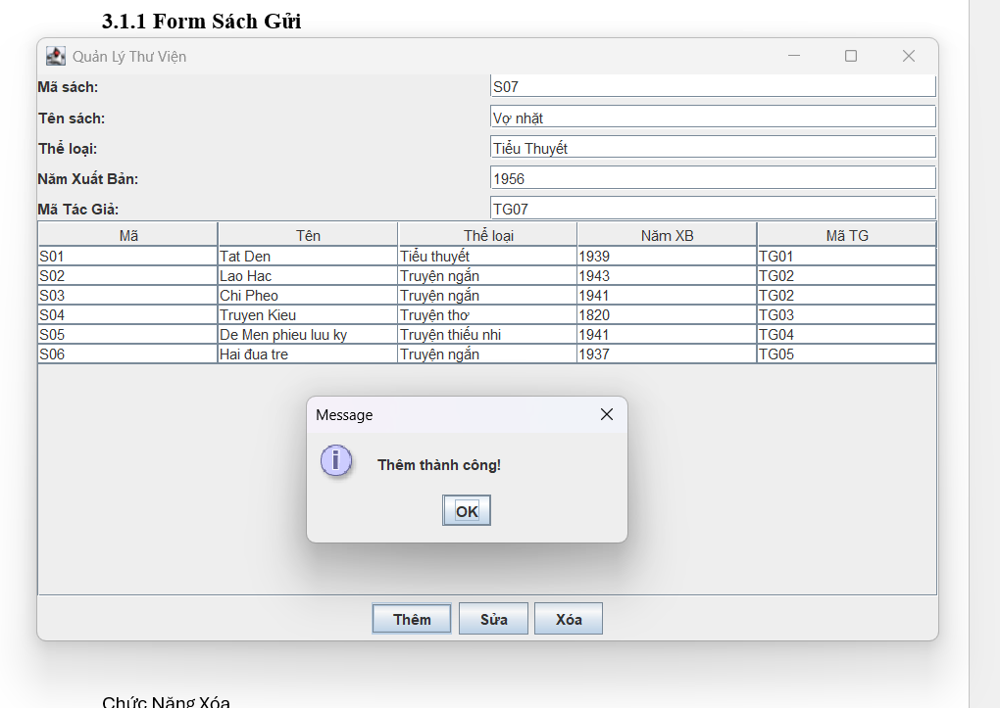 3.1.1 Form Sách Gửi
Quản Lý Thư Viện
Mã sách: S07
Tên sách: Vợ nhặt
Thể loại: Tiểu Thuyết
Năm Xuất Bản: 1956
Mã Tác Giả: TG07
Mã Tên Thể loại Năm XB Mã TG
S01 Tat Den Tiểu thuyết 1939 TG01
S02 Lao Hac Truyện ngắn 1943 TG02
S03 Chi Pheo Truyện ngắn 1941 TG02
S04 Truyen Kieu Truyện thơ 1820 TG03
S05 De Men phieu luu ky Truyện thiếu nhi 1941 TG04
S06 Hai đua tre Truyện ngắn 1937 TG05
Message
Thêm thành công!
OK
Thêm Sửa Xóa
Chức Năng Xóa